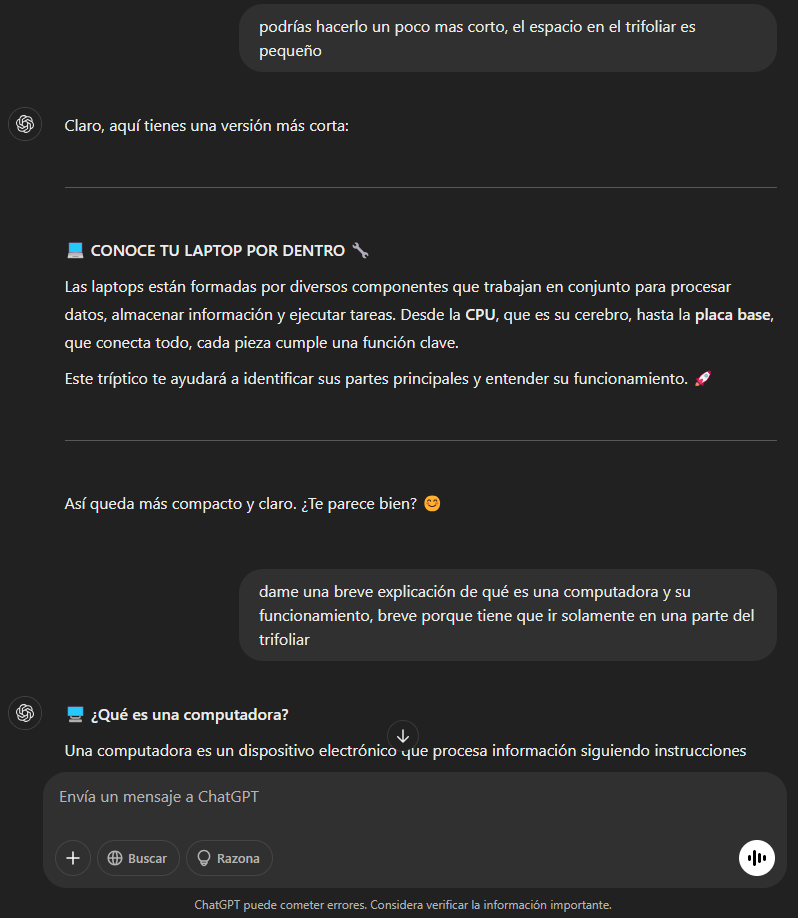 podrías hacerlo un poco mas corto, el espacio en el trifoliar es
pequeño
Claro, aquí tienes una versión más corta:
💻 CONOCE TU LAPTOP POR DENTRO 🔧
Las laptops están formadas por diversos componentes que trabajan en conjunto para procesar
datos, almacenar información y ejecutar tareas. Desde la CPU, que es su cerebro, hasta la placa base,
que conecta todo, cada pieza cumple una función clave.
Este tríptico te ayudará a identificar sus partes principales y entender su funcionamiento. 🚀
Así queda más compacto y claro. ¿Te parece bien? 😊
dame una breve explicación de qué es una computadora y su
funcionamiento, breve porque tiene que ir solamente en una parte del
trifoliar
🖥️ ¿Qué es una computadora?
Una computadora es un dispositivo electrónico que procesa información siguiendo instrucciones
Envía un mensaje a ChatGPT
Buscar
Razona
ChatGPT puede cometer errores. Considera verificar la información importante.